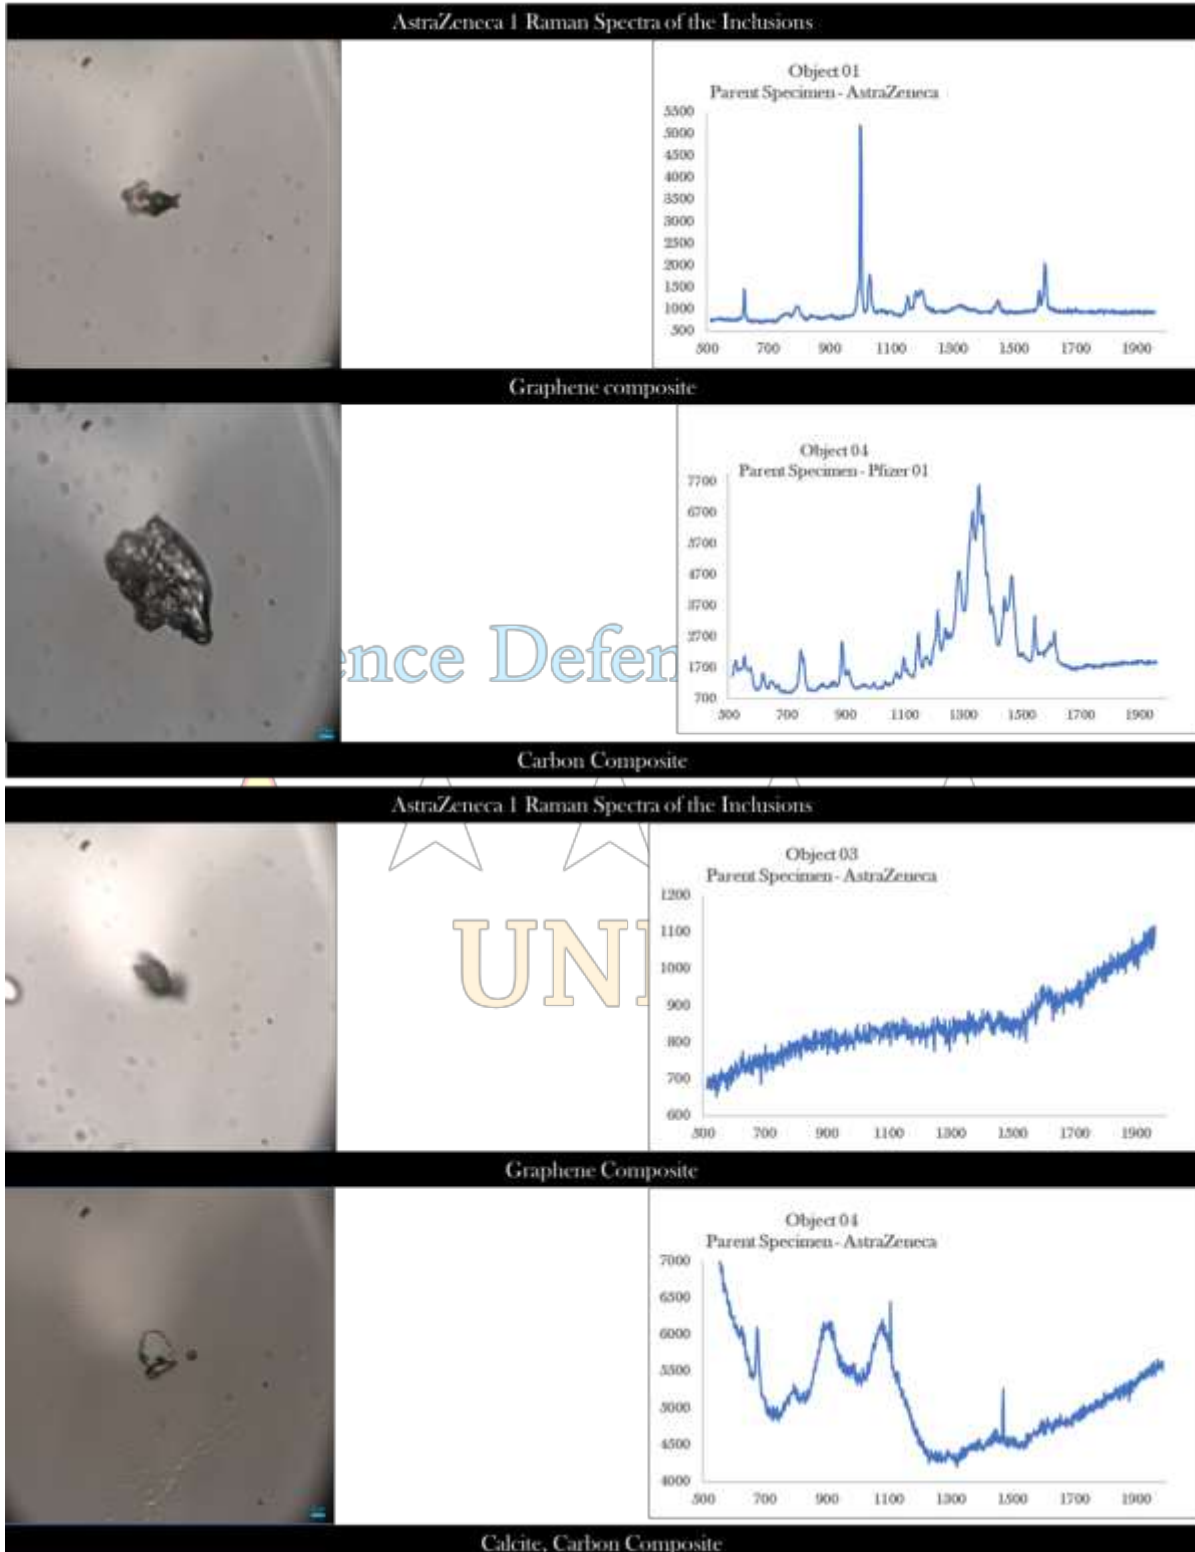 AstraZeneca 1 Raman Spectra of the Inclusions
Object 01
Parent Specimen - AstraZeneca
5500
5000
4500
4000
3500
3000
2500
2000
1500
1000
500
500 700 900 1100 1300 1500 1700 1900
Graphene composite
Object 04
Parent Specimen - Pfizer 01
7700
6700
5700
4700
3700
2700
1700
700
500 700 900 1100 1300 1500 1700 1900
ence Defen
Carbon Composite
AstraZeneca 1 Raman Spectra of the Inclusions
Object 03
Parent Specimen - AstraZeneca
1200
1100
1000
900
800
700
600
500 700 900 1100 1300 1500 1700 1900
UNI
Graphene Composite
Object 04
Parent Specimen - AstraZeneca
7000
6500
6000
5500
5000
4500
4000
500 700 900 1100 1300 1500 1700 1900
Calcite, Carbon Composite